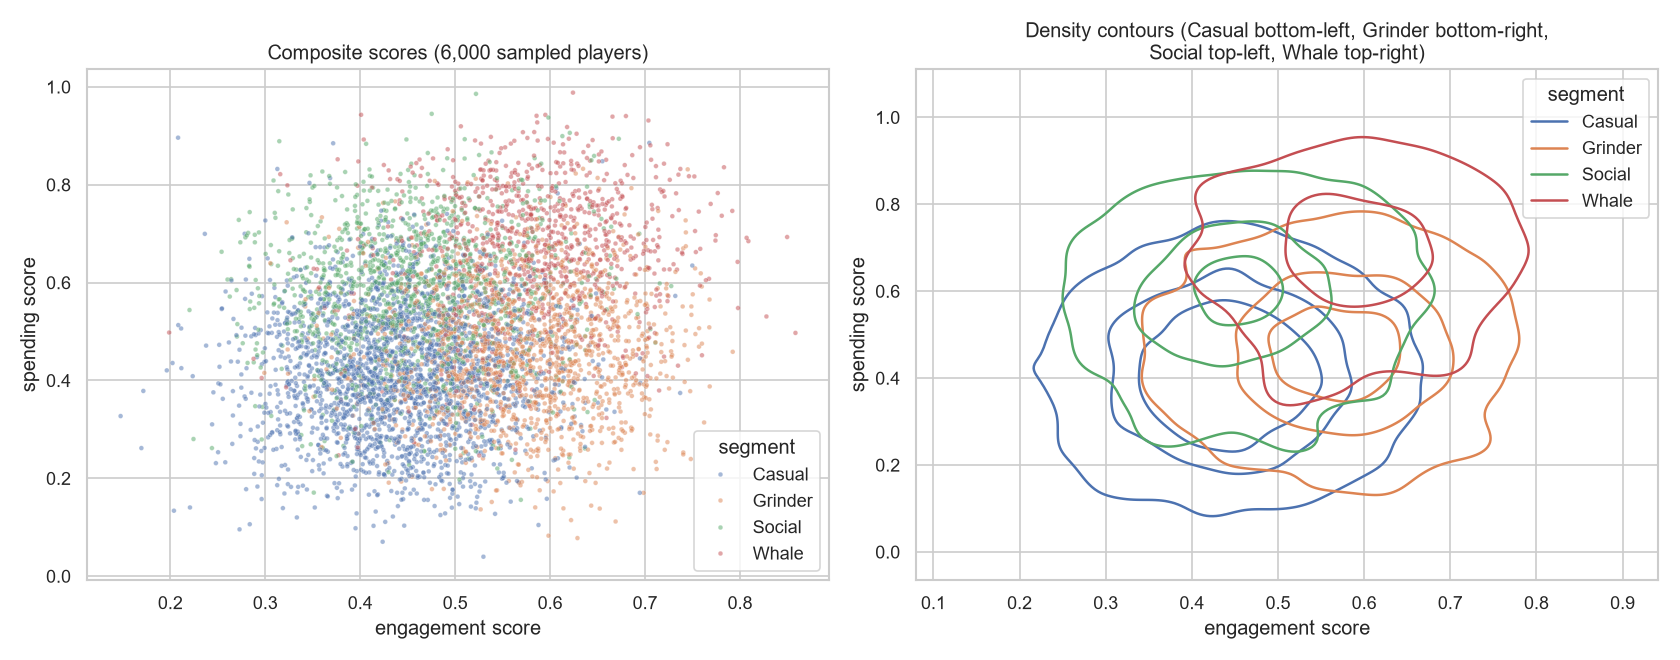 Composite scores (6,000 sampled players)
1.0
0.8
0.6
0.4
0.2
0.0
spending score
segment
Casual
Grinder
Social
Whale
0.2 0.3 0.4 0.5 0.6 0.7 0.8
engagement score
Density contours (Casual bottom-left, Grinder bottom-right,
Social top-left, Whale top-right)
segment
Casual
Grinder
Social
Whale
1.0
0.8
0.6
0.4
0.2
0.0
spending score
0.1 0.2 0.3 0.4 0.5 0.6 0.7 0.8 0.9
engagement score